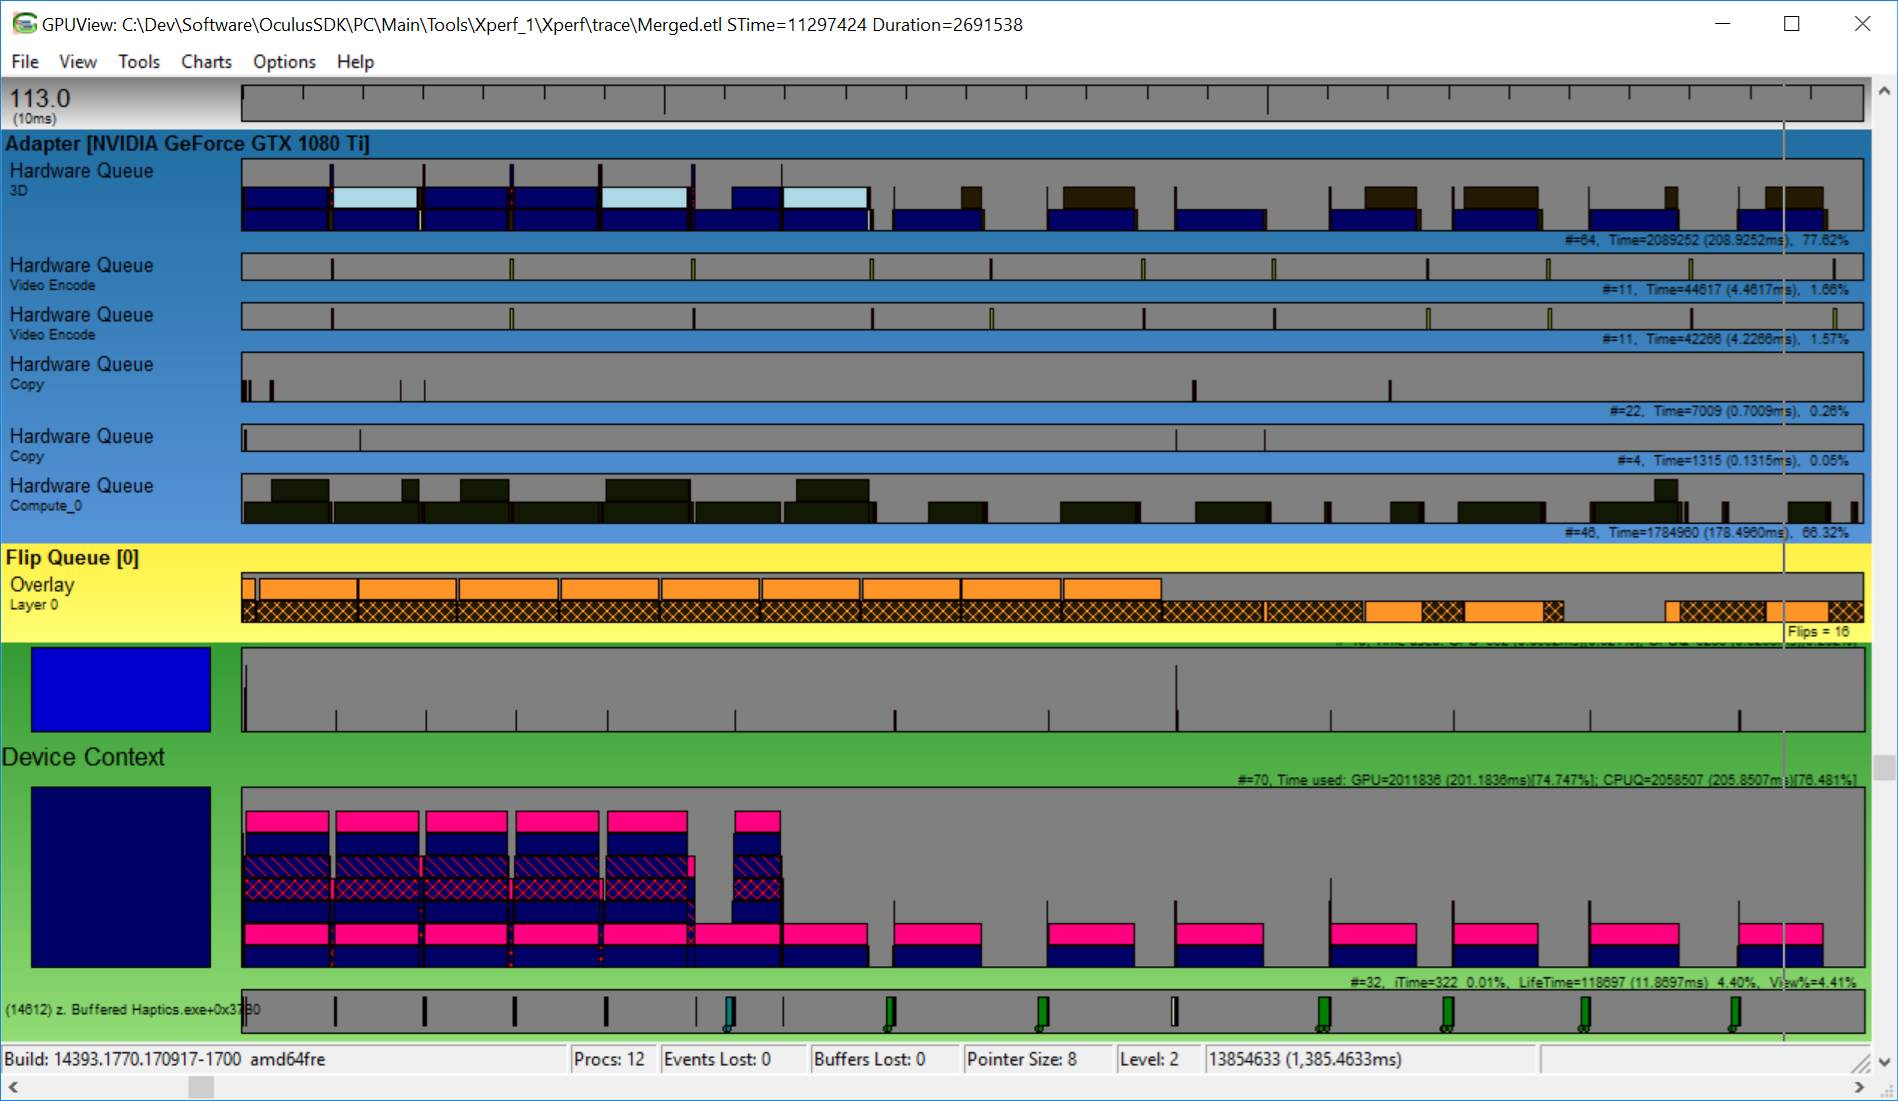 GPUView: C:\Dev\Software\OculusSDK\PC\Main\Tools\Xperf_1\Xperf\trace\Merged.etl STime=11297424 Duration=2691538
File View Tools Charts Options Help
113.0
(10ms)
Adapter [NVIDIA GeForce GTX 1080 Ti]
Hardware Queue
3D
#=64, Time=2089252 (208.9252ms), 77.62%
Hardware Queue
Video Encode
#=11, Time=44617 (4.4617ms), 1.66%
Hardware Queue
Video Encode
#=11, Time=42266 (4.2266ms), 1.57%
Hardware Queue
Copy
#=22, Time=7009 (0.7009ms), 0.26%
Hardware Queue
Copy
#=4, Time=1315 (0.1315ms), 0.05%
Hardware Queue
Compute_0
#=46, Time=1784960 (178.4960ms), 66.32%
Flip Queue [0]
Overlay
Layer 0
Flips = 16
Device Context
#=70, Time used: GPU=2011836 (201.1836ms)[74.747%]; CPUQ=2058507 (205.8507ms)[76.481%]
#=32, iTime=322 0.01%, LifeTime=118697 (11.8697ms) 4.40%, View%=4.41%
(14612) z. Buffered Haptics.exe+0x3780
Build: 14393.1770.170917-1700 amd64fre
Procs: 12
Events Lost: 0
Buffers Lost: 0
Pointer Size: 8
Level: 2
13854633 (1,385.4633ms)